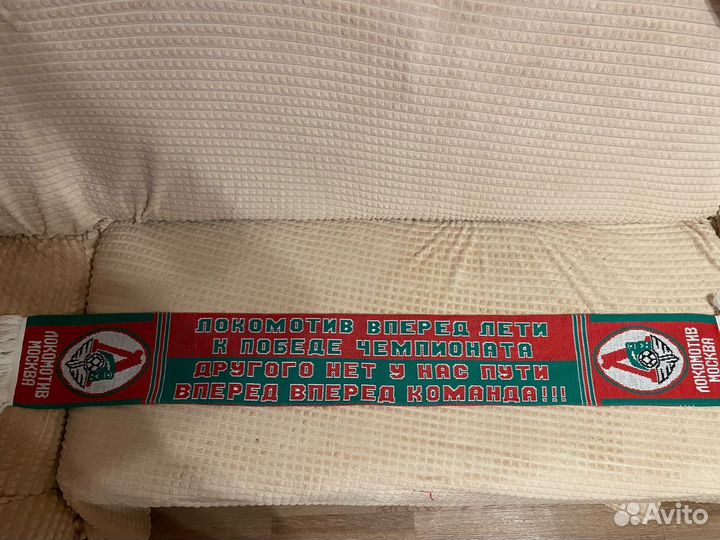 ЛОКОМОТИВ
МОСКВА
ЛОКОМОТИВ ВПЕРЕД ЛЕТИ
К ПОБЕДЕ ЧЕМПИОНАТА
ДРУГОГО НЕТ У НАС ПУТИ
ВПЕРЕД ВПЕРЕД КОМАНДА!!!
ЛОКОМОТИВ
МОСКВА
Avito